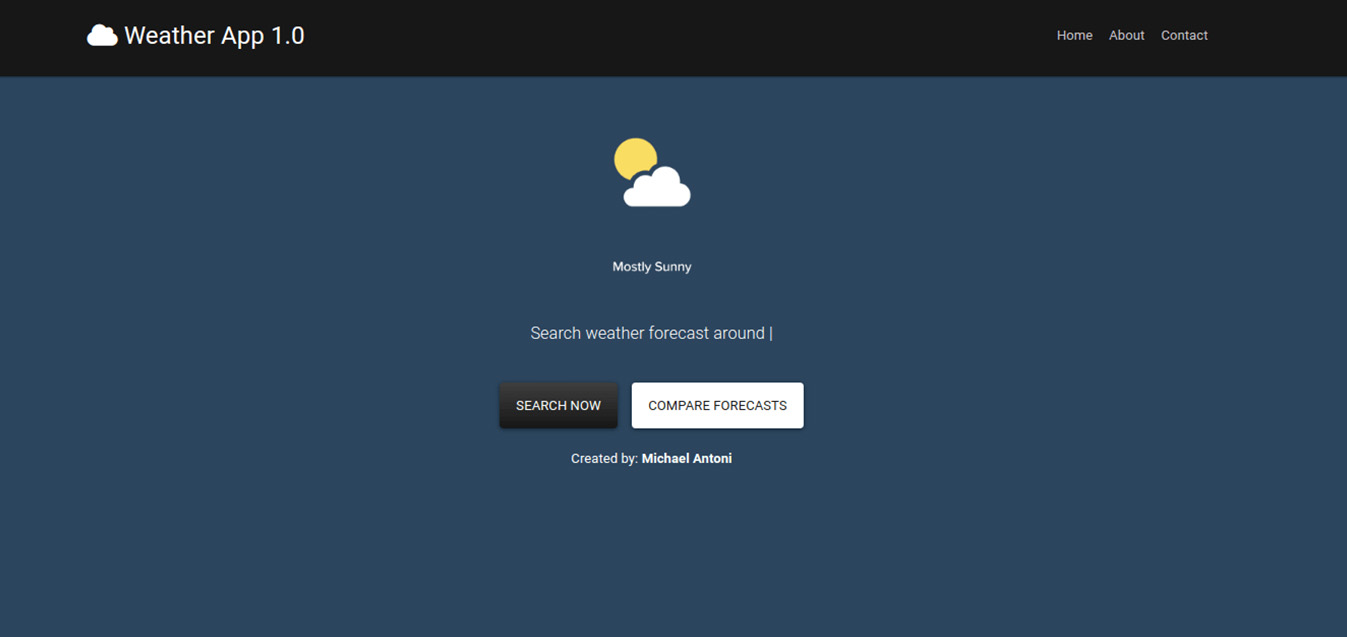 Weather App 1.0
Home About Contact
Mostly Sunny
Search weather forecast around |
SEARCH NOW COMPARE FORECASTS
Created by: Michael Antoni